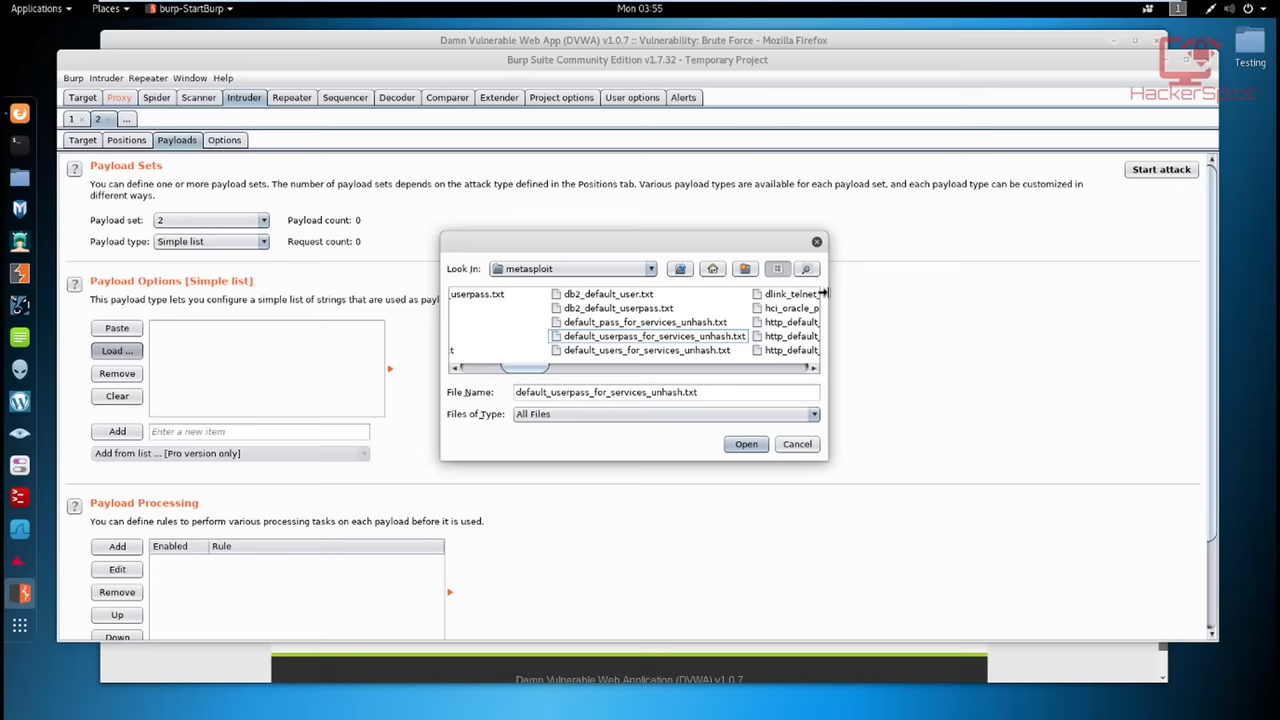 Applications Places burp-StartBurp Mon 03:55 1
Damn Vulnerable Web App (DVWA) v1.0.7 :: Vulnerability: Brute Force - Mozilla Firefox
Burp Suite Community Edition v1.7.32 - Temporary Project
Testing
HackerSploit
Burp Intruder Repeater Window Help
Target Proxy Spider Scanner Intruder Repeater Sequencer Decoder Comparer Extender Project options User options Alerts
1 × 2 × ...
Target Positions Payloads Options
? Payload Sets
Start attack
You can define one or more payload sets. The number of payload sets depends on the attack type defined in the Positions tab. Various payload types are available for each payload set, and each payload type can be customized in
different ways.
Payload set: 2 Payload count: 0
Payload type: Simple list Request count: 0
? Payload Options [Simple list]
This payload type lets you configure a simple list of strings that are used as payl
Paste
Load ...
Remove
Clear
Add Enter a new item
Add from list ... [Pro version only]
Look In: metasploit
_userpass.txt db2_default_user.txt dlink_telnet_
db2_default_userpass.txt hci_oracle_p
default_pass_for_services_unhash.txt http_default_
default_userpass_for_services_unhash.txt http_default_
t default_users_for_services_unhash.txt http_default_
File Name: default_userpass_for_services_unhash.txt
Files of Type: All Files
Open Cancel
? Payload Processing
You can define rules to perform various processing tasks on each payload before it is used.
Add Enabled Rule
Edit
Remove
Up
Down
Damn Vulnerable Web Application (DVWA) v1.0.7